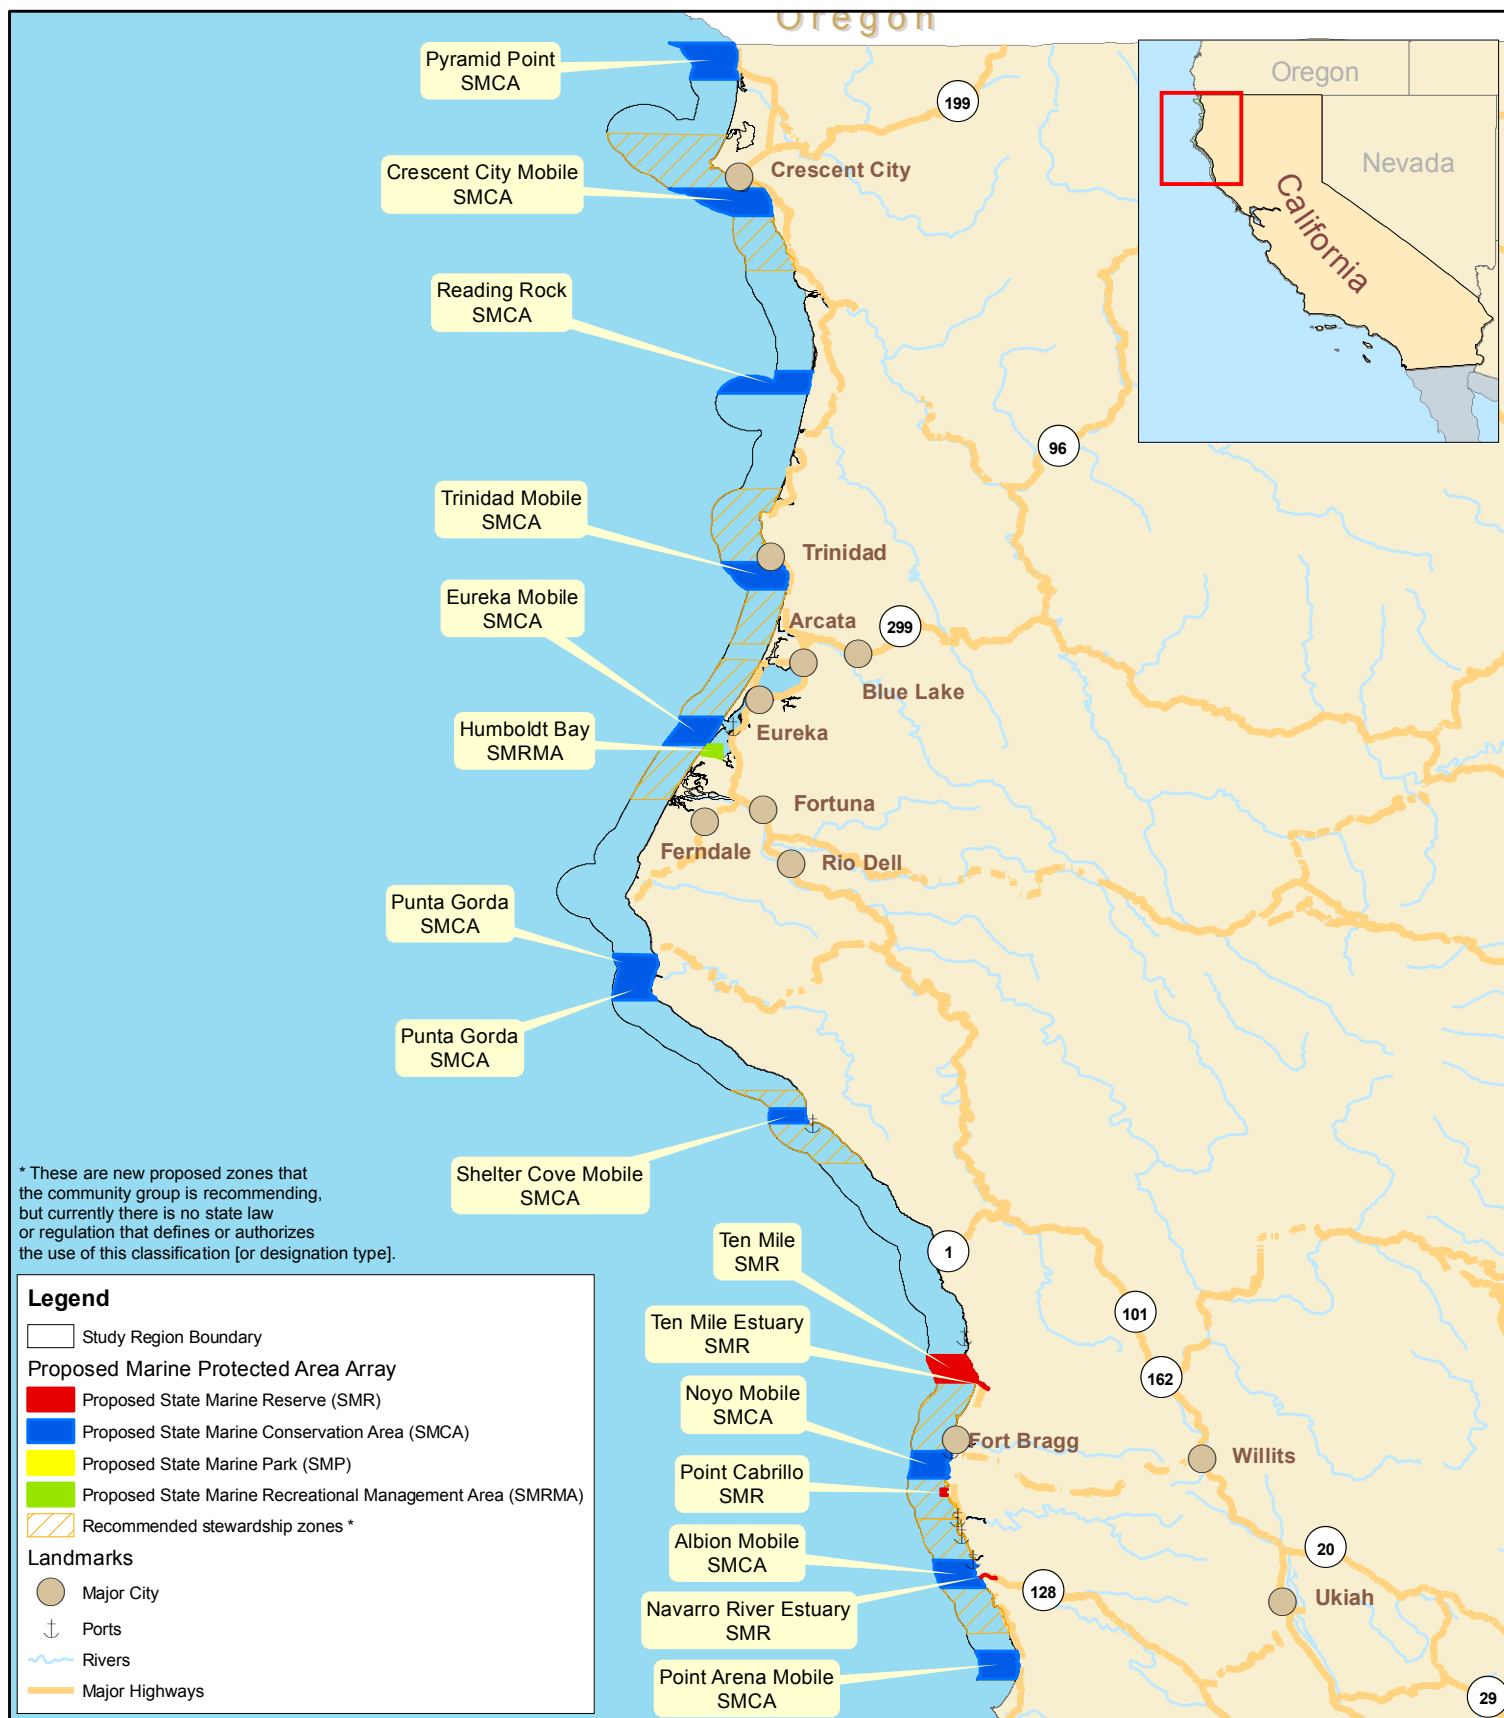 Oregon
Pyramid Point
SMCA
199
Crescent City Mobile
SMCA
Crescent City
Reading Rock
SMCA
96
Trinidad Mobile
SMCA
Trinidad
Eureka Mobile
SMCA
Arcata
299
Blue Lake
Humboldt Bay
SMRMA
Eureka
Fortuna
Ferndale
Rio Dell
Punta Gorda
SMCA
Punta Gorda
SMCA
Shelter Cove Mobile
SMCA
Ten Mile
SMR
1
Ten Mile Estuary
SMR
101
162
Noyo Mobile
SMCA
Fort Bragg
Willits
Point Cabrillo
SMR
Albion Mobile
SMCA
20
128
Navarro River Estuary
SMR
Ukiah
Point Arena Mobile
SMCA
29
Oregon
Nevada
California
* These are new proposed zones that
the community group is recommending,
but currently there is no state law
or regulation that defines or authorizes
the use of this classification [or designation type].
Legend
Study Region Boundary
Proposed Marine Protected Area Array
Proposed State Marine Reserve (SMR)
Proposed State Marine Conservation Area (SMCA)
Proposed State Marine Park (SMP)
Proposed State Marine Recreational Management Area (SMRMA)
Recommended stewardship zones *
Landmarks
Major City
Ports
Rivers
Major Highways